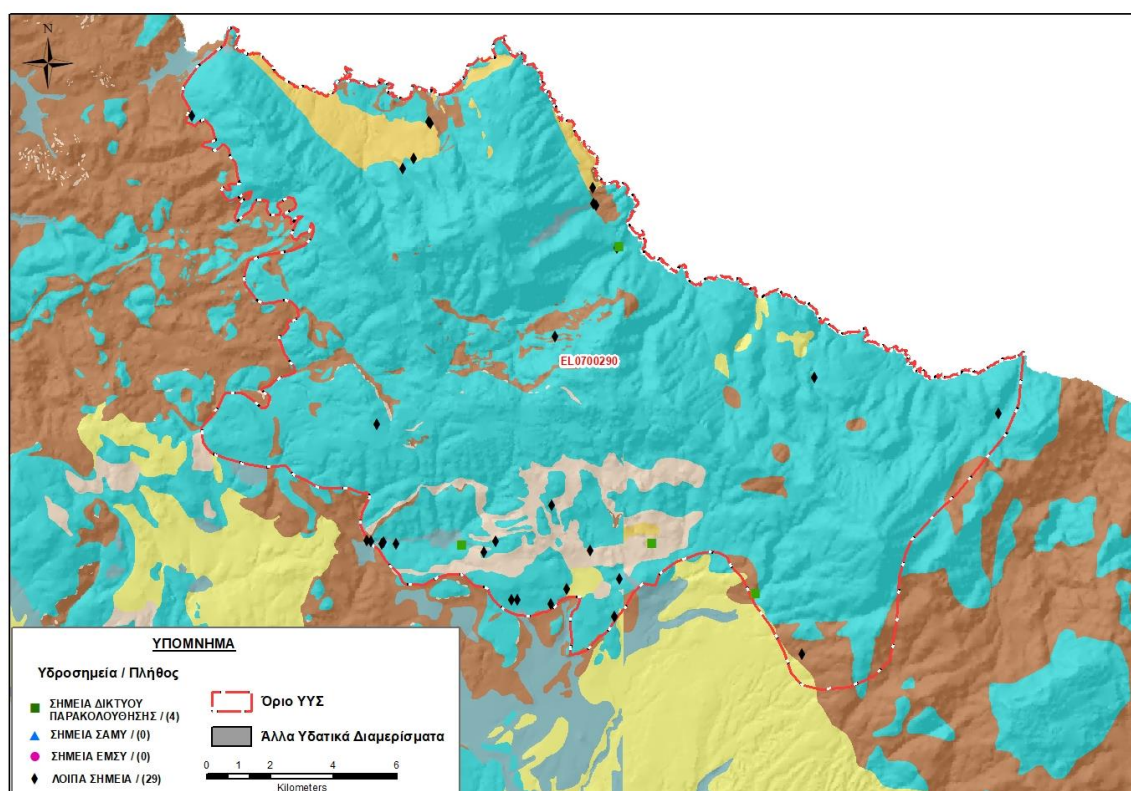 N
EL0700290
ΥΠΟΜΝΗΜΑ
Υδροσημεία / Πλήθος
ΣΗΜΕΙΑ ΔΙΚΤΥΟΥ
ΠΑΡΑΚΟΛΟΥΘΗΣΗΣ / (4)
ΣΗΜΕΙΑ ΣΑΜΥ / (0)
ΣΗΜΕΙΑ ΕΜΣΥ / (0)
ΛΟΙΠΑ ΣΗΜΕΙΑ / (29)
Όριο ΥΥΣ
Άλλα Υδατικά Διαμερίσματα
0 1 2 4 6
Kilometers